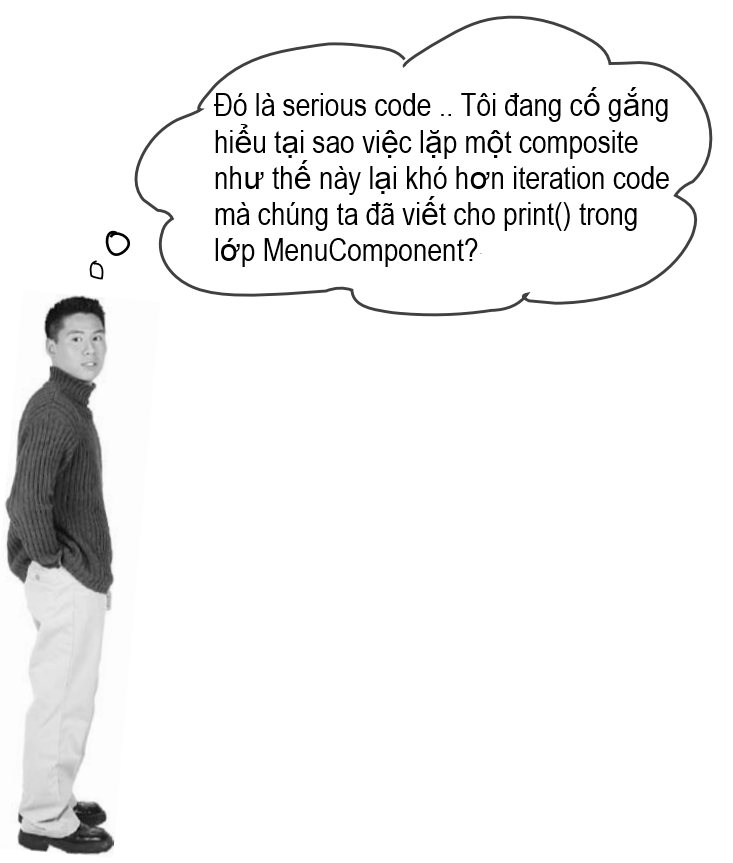 Đó là serious code .. Tôi đang cố gắng
hiểu tại sao việc lặp một composite
như thế này lại khó hơn iteration code
mà chúng ta đã viết cho print() trong
lớp MenuComponent?